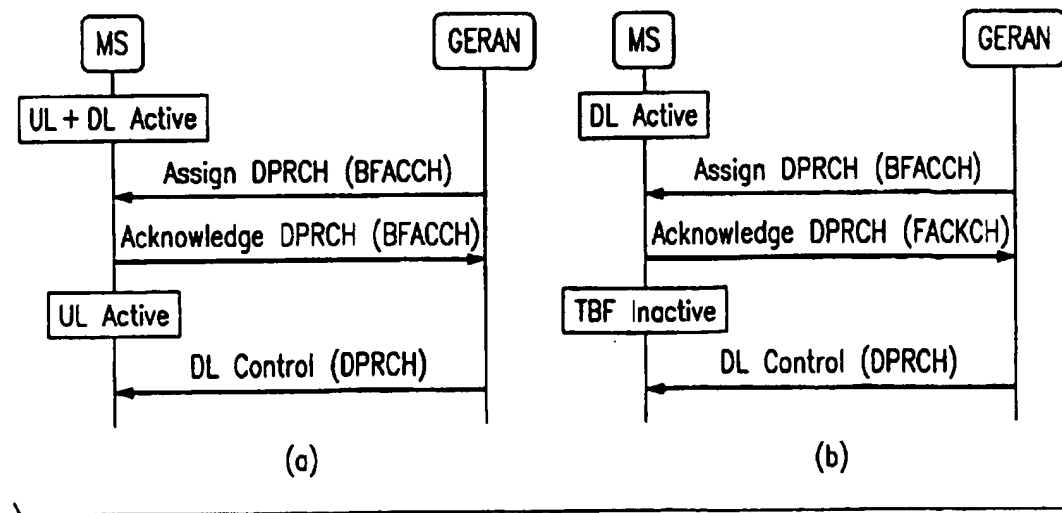 MS
GERAN
UL + DL Active
Assign DPRCH (BFACCH)
Acknowledge DPRCH (BFACCH)
UL Active
DL Control (DPRCH)
(a)
MS
GERAN
DL Active
Assign DPRCH (BFACCH)
Acknowledge DPRCH (FACKCH)
TBF Inactive
DL Control (DPRCH)
(b)